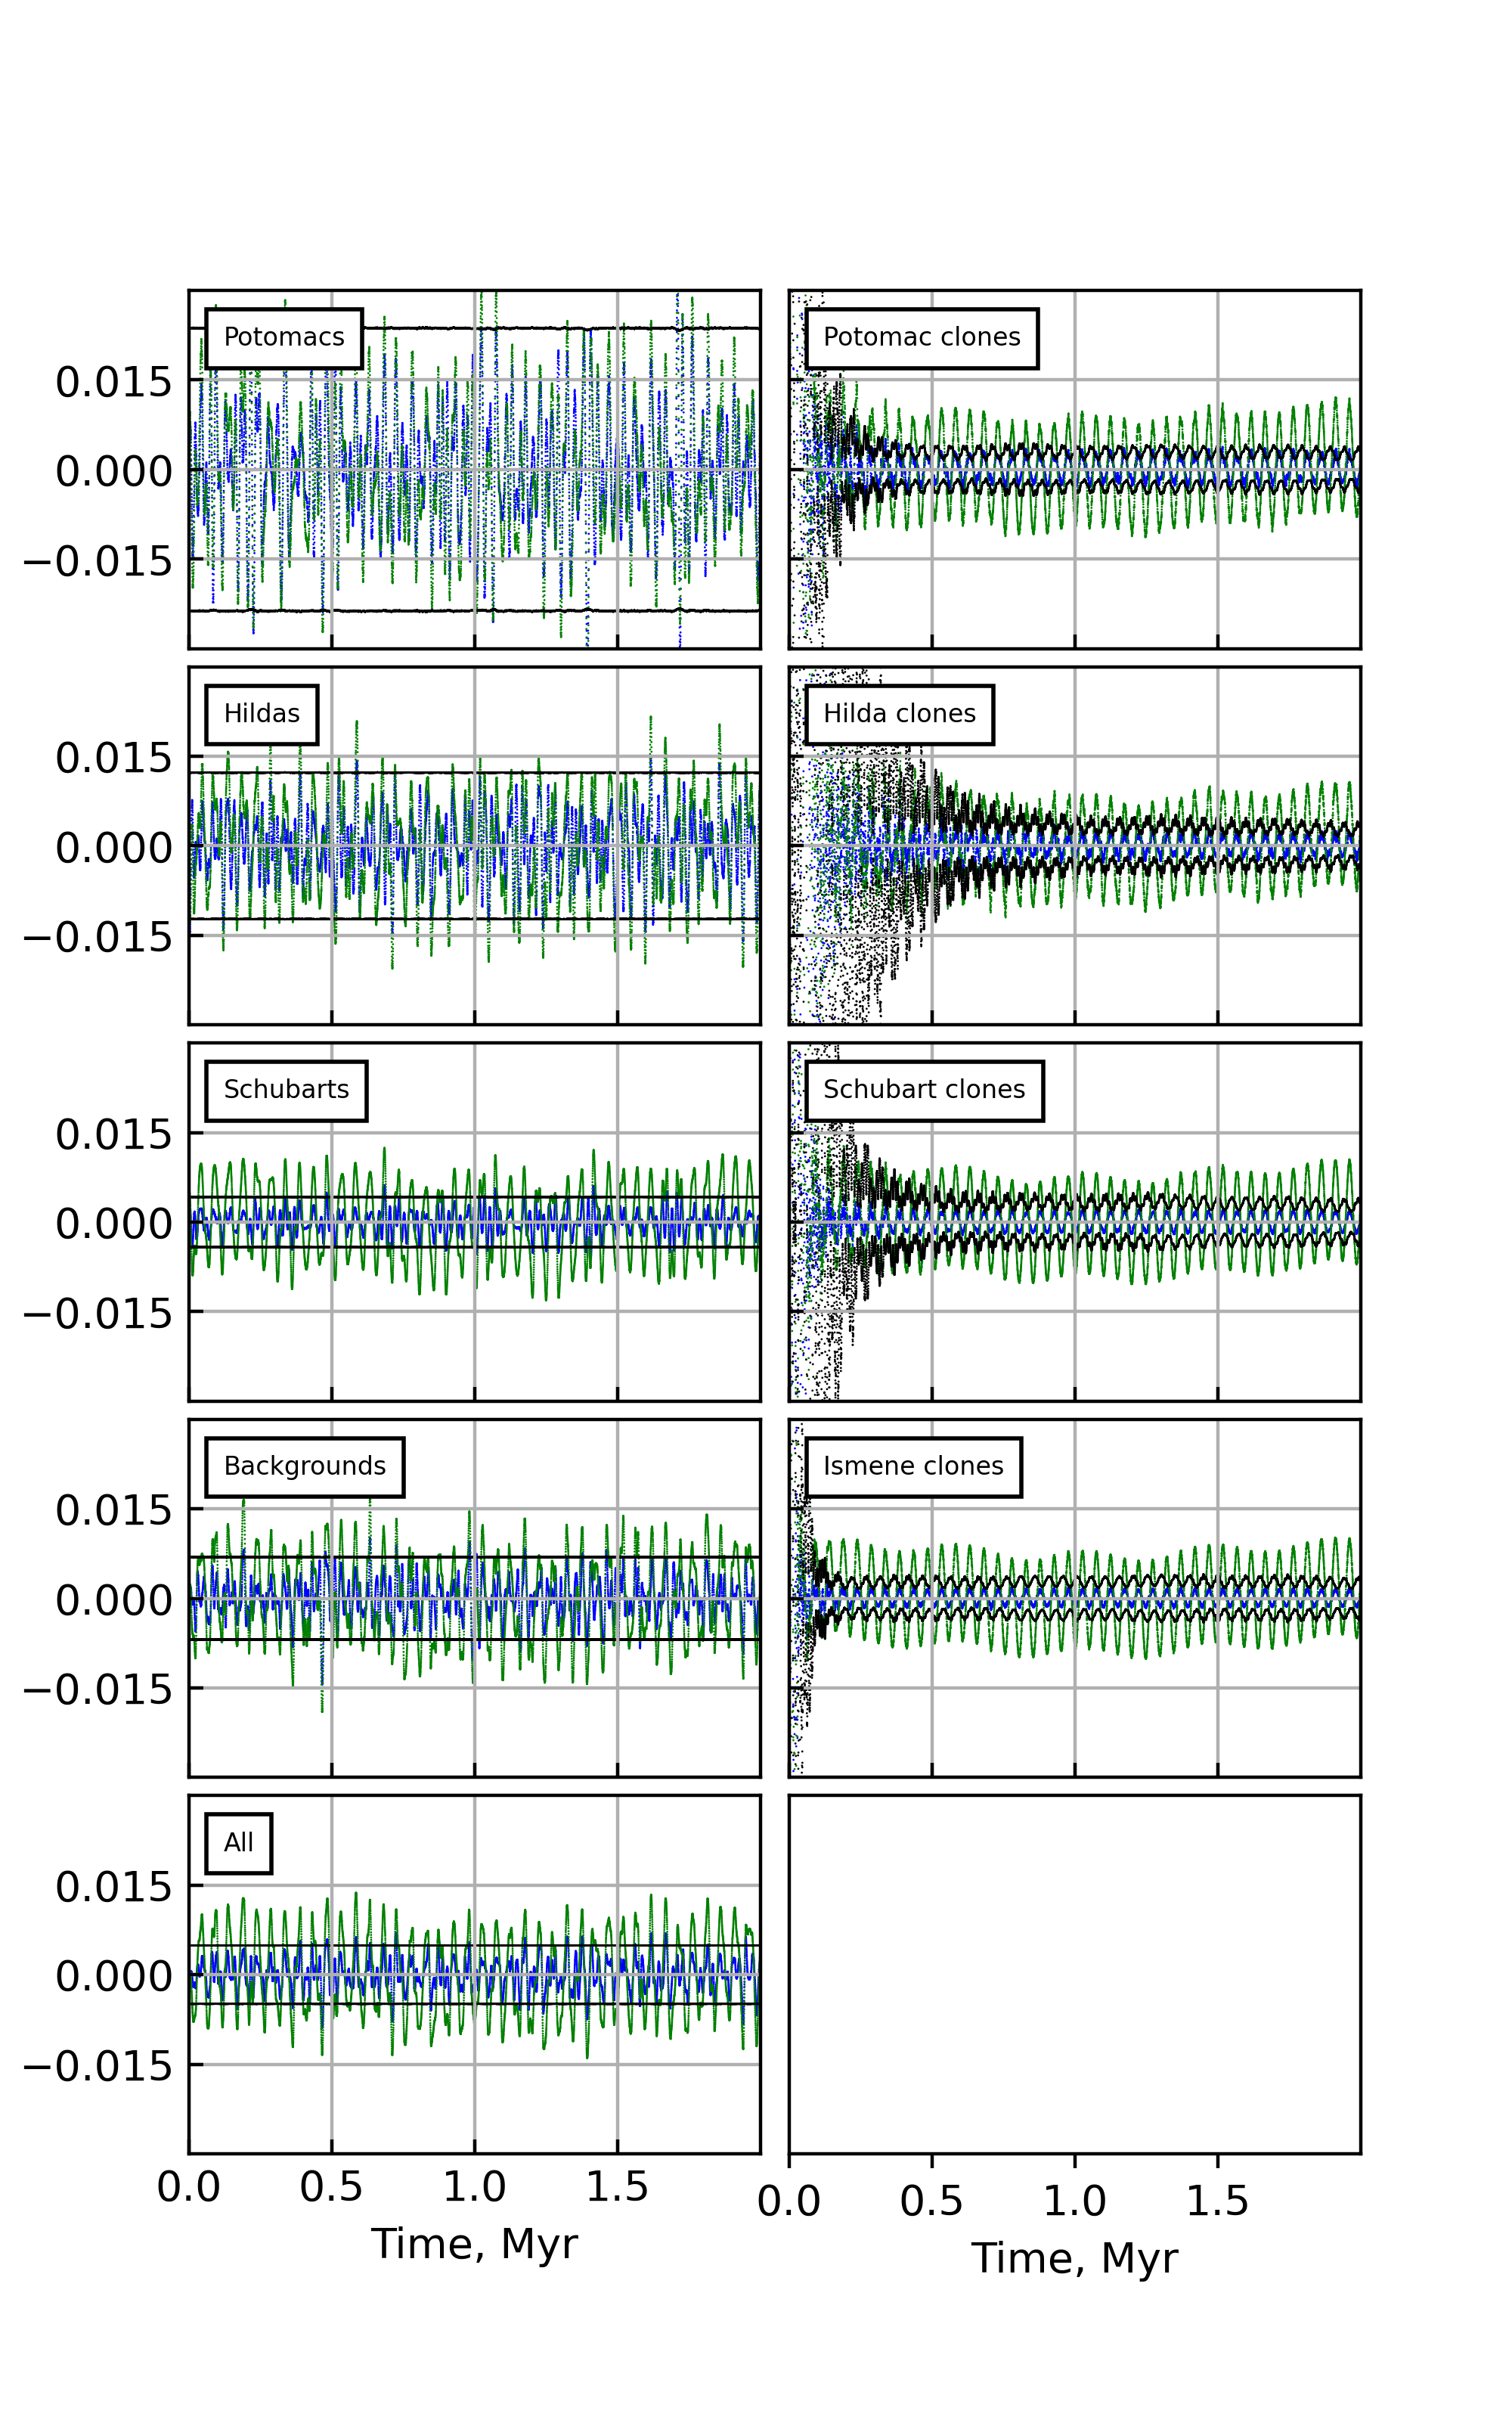 Potomacs
0.015
0.000
−0.015
Potomac clones
Hildas
0.015
0.000
−0.015
Hilda clones
Schubarts
0.015
0.000
−0.015
Schubart clones
Backgrounds
0.015
0.000
−0.015
Ismene clones
All
0.015
0.000
−0.015
0.0 0.5 1.0 1.5
Time, Myr
0.0 0.5 1.0 1.5
Time, Myr